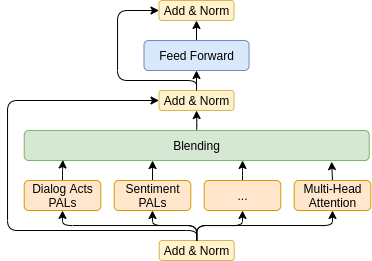 Add & Norm
Feed Forward
Add & Norm
Blending
Dialog Acts
PALs
Sentiment
PALs
...
Multi-Head
Attention
Add & Norm